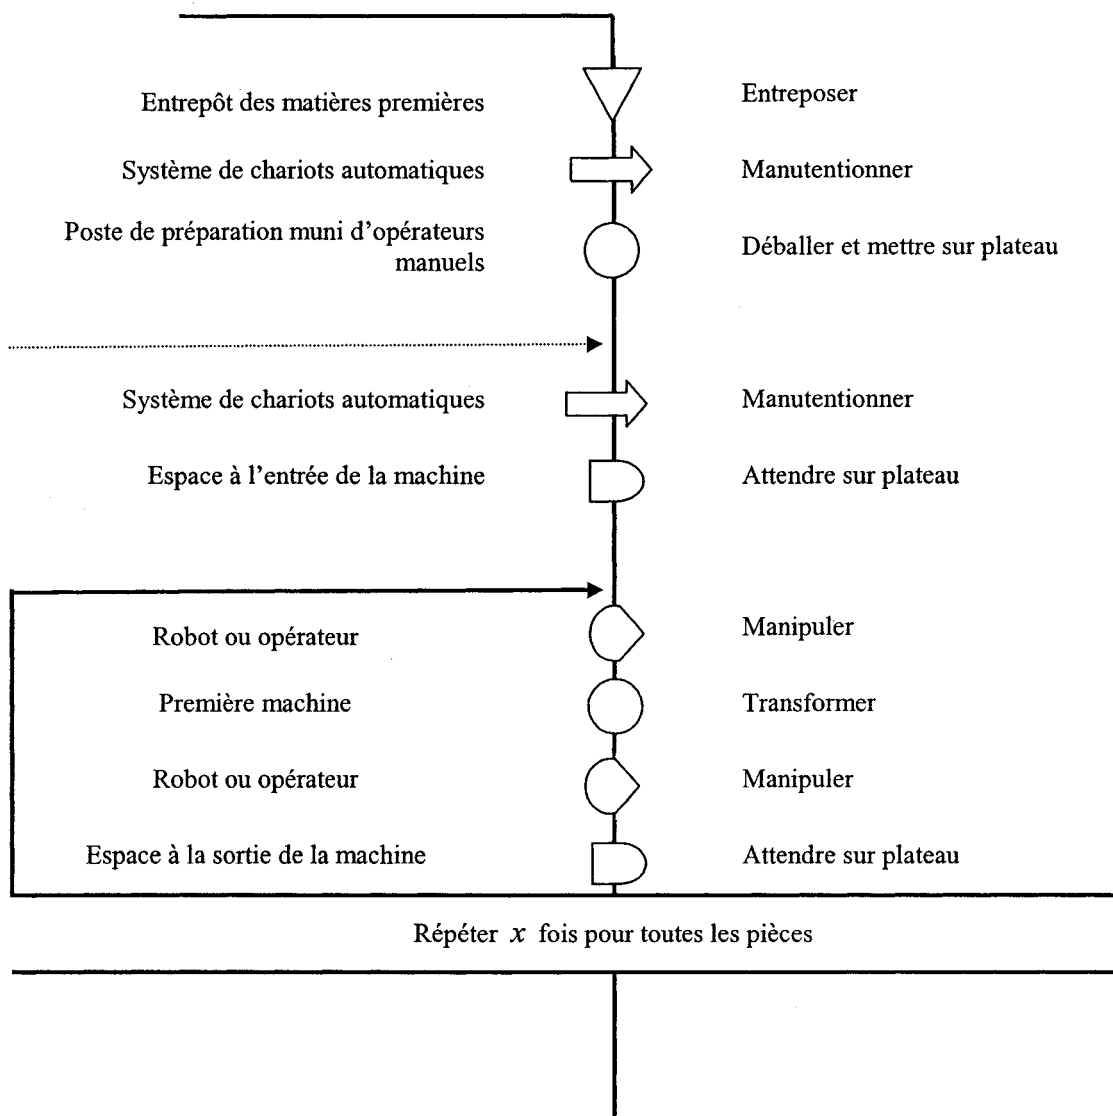 Entrepôt des matières premières
Entreposer
Système de chariots automatiques
Manutentionner
Poste de préparation muni d'opérateurs
manuels
Déballer et mettre sur plateau
Système de chariots automatiques
Manutentionner
Espace à l'entrée de la machine
Attendre sur plateau
Robot ou opérateur
Manipuler
Première machine
Transformer
Robot ou opérateur
Manipuler
Espace à la sortie de la machine
Attendre sur plateau
Répéter x fois pour toutes les pièces